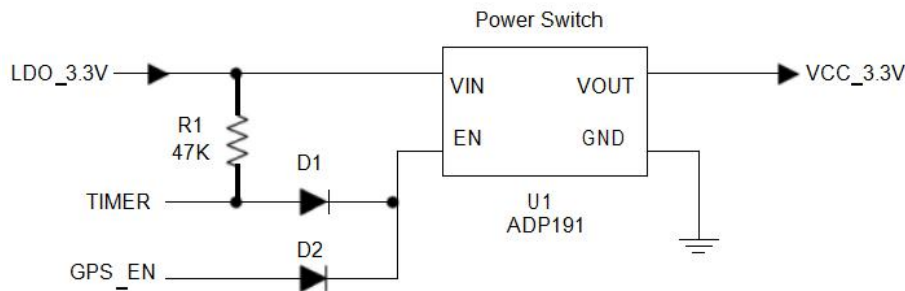 Power Switch
LDO_3.3V
VCC_3.3V
VIN
VOUT
R1
47K
EN
GND
D1
TIMER
U1
ADP191
D2
GPS_EN